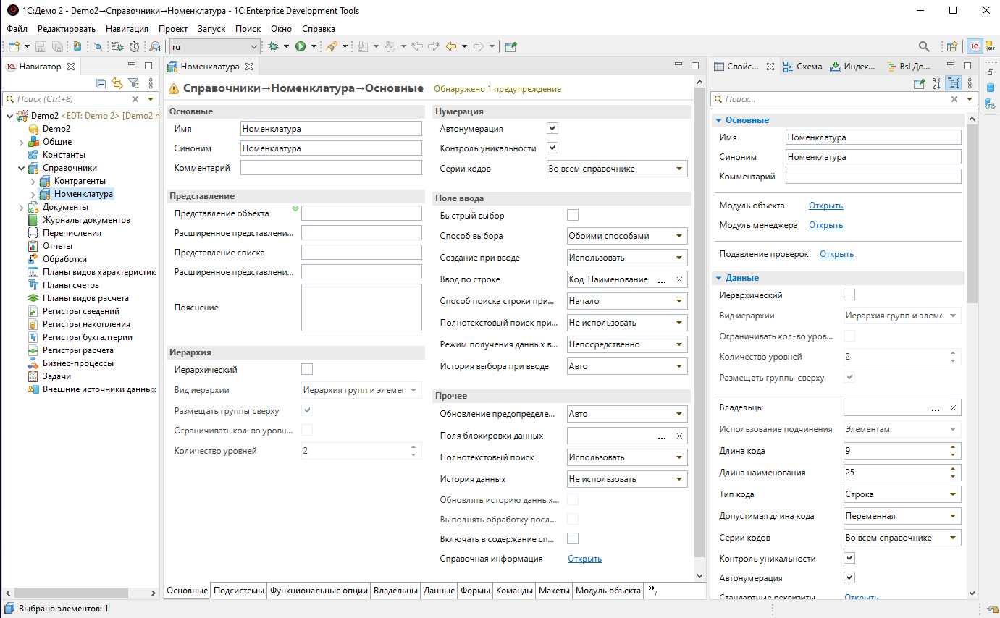 1С:Демо 2 - Demo2→Справочники→Номенклатура - 1C:Enterprise Development Tools
Файл Редактировать Навигация Проект Запуск Поиск Окно Справка
ru
Навигатор
Поиск (Ctrl+8)
Demo2 <EDT: Demo 2> [Demo2 m
Demo2
Общие
Константы
Справочники
Контрагенты
Номенклатура
Документы
Журналы документов
Перечисления
Отчеты
Обработки
Планы видов характеристик
Планы счетов
Планы видов расчета
Регистры сведений
Регистры накопления
Регистры бухгалтерии
Регистры расчета
Бизнес-процессы
Задачи
Внешние источники данных
Номенклатура
Справочники→Номенклатура→Основные Обнаружено 1 предупреждение
Основные
Имя Номенклатура
Синоним Номенклатура
Комментарий
Представление
Представление объекта
Расширенное представлени...
Представление списка
Расширенное представлени...
Пояснение
Иерархия
Иерархический
Вид иерархии Иерархия групп и элемен
Размещать группы сверху
Ограничивать кол-во уровн...
Количество уровней 2
Нумерация
Автонумерация
Контроль уникальности
Серии кодов Во всем справочнике
Поле ввода
Быстрый выбор
Способ выбора Обоими способами
Создание при вводе Использовать
Ввод по строке Код, Наименование ...
Способ поиска строки при... Начало
Полнотекстовый поиск при... Не использовать
Режим получения данных в... Непосредственно
История выбора при вводе Авто
Прочее
Обновление предопределе... Авто
Поля блокировки данных ...
Полнотекстовый поиск Использовать
История данных Не использовать
Обновлять историю данных...
Выполнять обработку посл...
Включать в содержание сп...
Справочная информация Открыть
Основные Подсистемы Функциональные опции Владельцы Данные Формы Команды Макеты Модуль объекта »7
Свойс... Схема Индек... Bsl До...
Поиск...
Основные
Имя Номенклатура
Синоним Номенклатура
Комментарий
Модуль объекта Открыть
Модуль менеджера Открыть
Подавление проверок Открыть
Данные
Иерархический
Вид иерархии Иерархия групп и элеме
Ограничивать кол-во уров...
Количество уровней 2
Размещать группы сверху
Владельцы ...
Использование подчинения Элементам
Длина кода 9
Длина наименования 25
Тип кода Строка
Допустимая длина кода Переменная
Серии кодов Во всем справочнике
Контроль уникальности
Автонумерация
Стандартные реквизиты Открыть
Выбрано элементов: 1